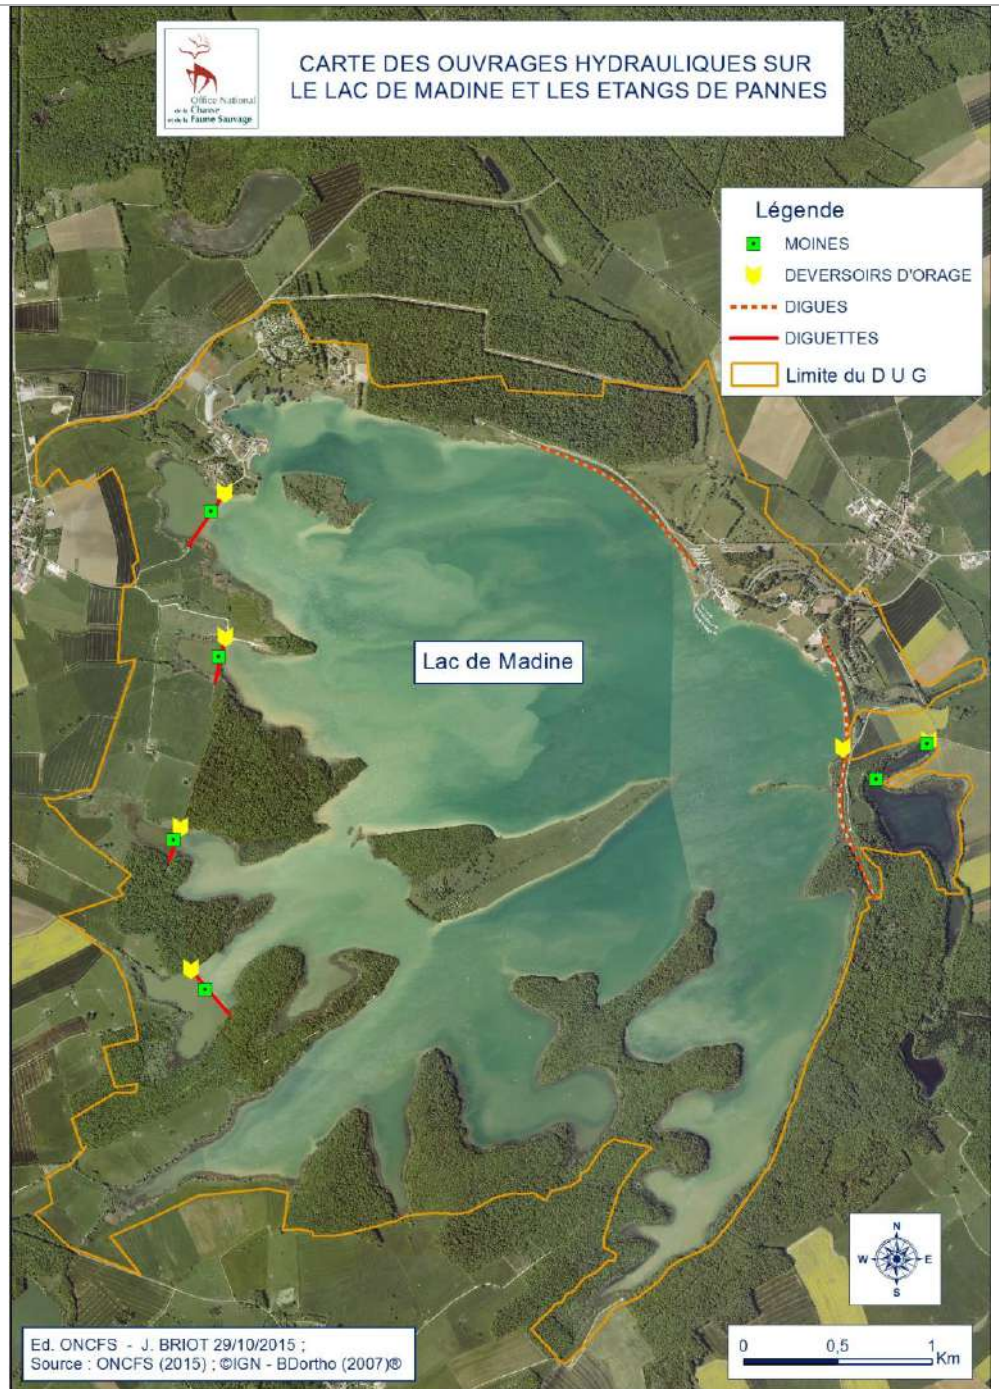 Office National
de la Chasse
et de la Faune Sauvage
CARTE DES OUVRAGES HYDRAULIQUES SUR
LE LAC DE MADINE ET LES ETANGS DE PANNES
Légende
MOINES
DEVERSOIRS D'ORAGE
DIGUES
DIGUETTES
Limite du D U G
Lac de Madine
N
W E
S
Ed. ONCFS - J. BRIOT 29/10/2015 ;
Source : ONCFS (2015) ; ©IGN - BDortho (2007)®
0 0,5 1
Km